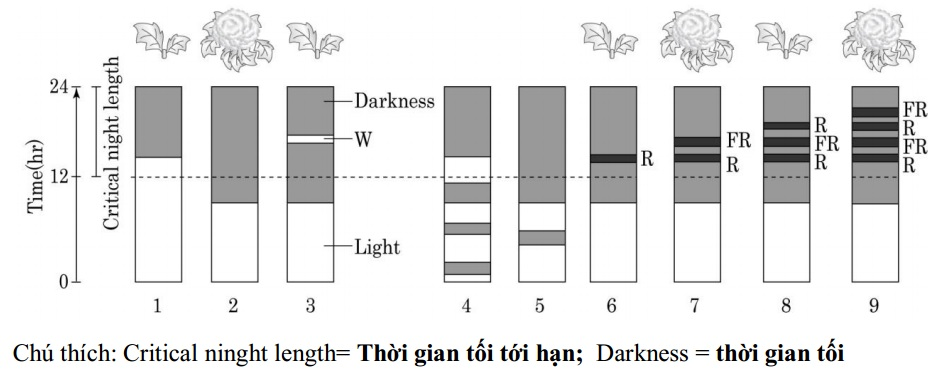 24
12
0
Time(hr)
Critical night length
Darkness
W
Light
R
FR
R
R
FR
R
FR
R
FR
R
1 2 3 4 5 6 7 8 9
Chú thích: Critical ninght length= Thời gian tối tới hạn; Darkness = thời gian tối